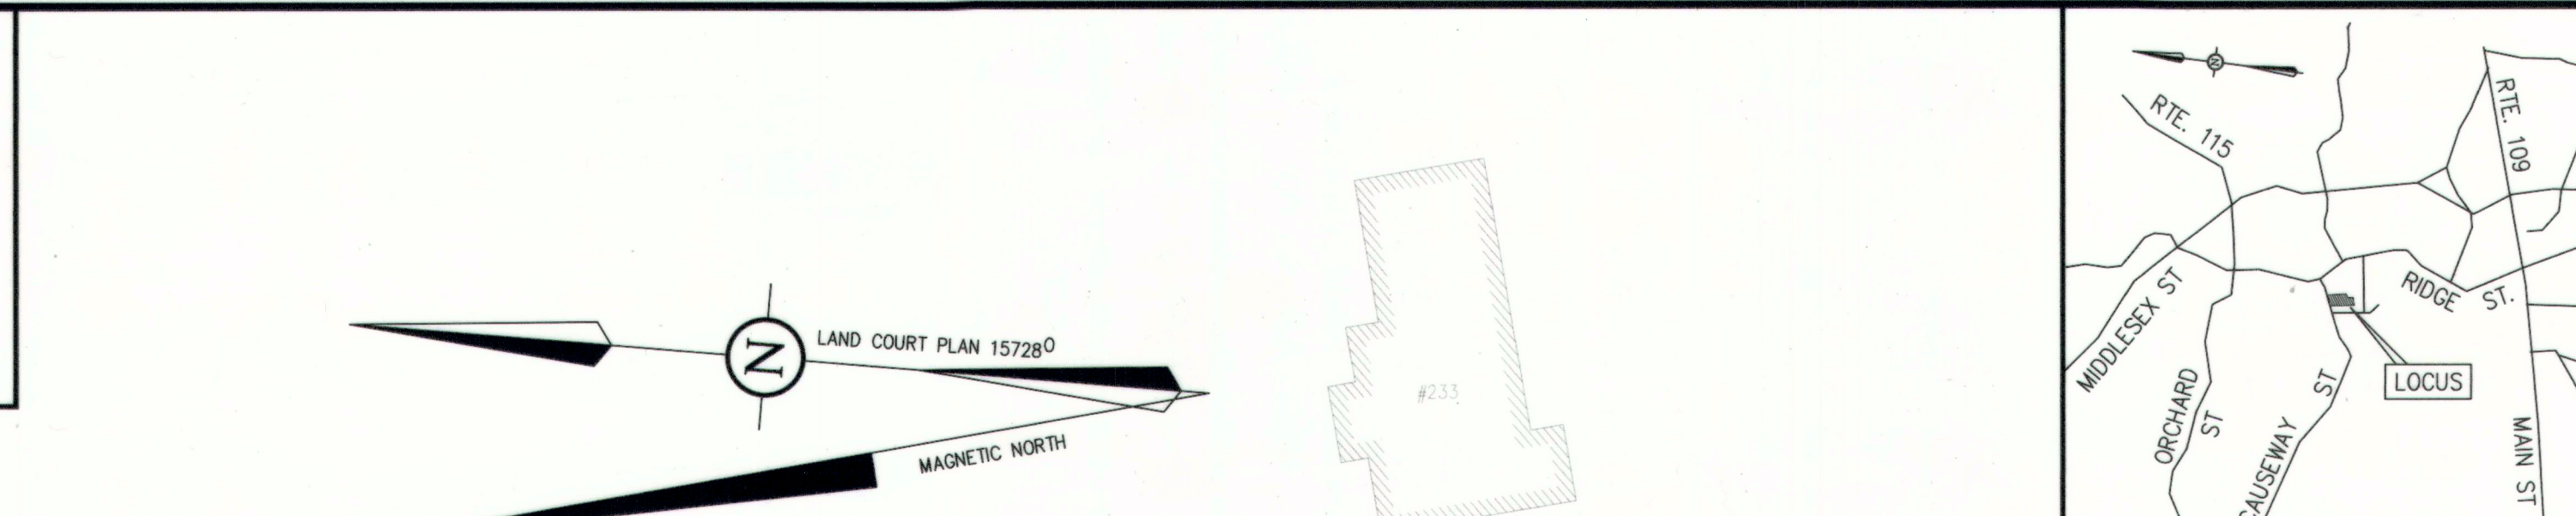 N
LAND COURT PLAN 15728O
MAGNETIC NORTH
#233
N
RTE. 115
RTE. 109
MIDDLESEX ST
RIDGE ST.
ORCHARD
ST
CAUSEWAY ST
LOCUS
MAIN ST